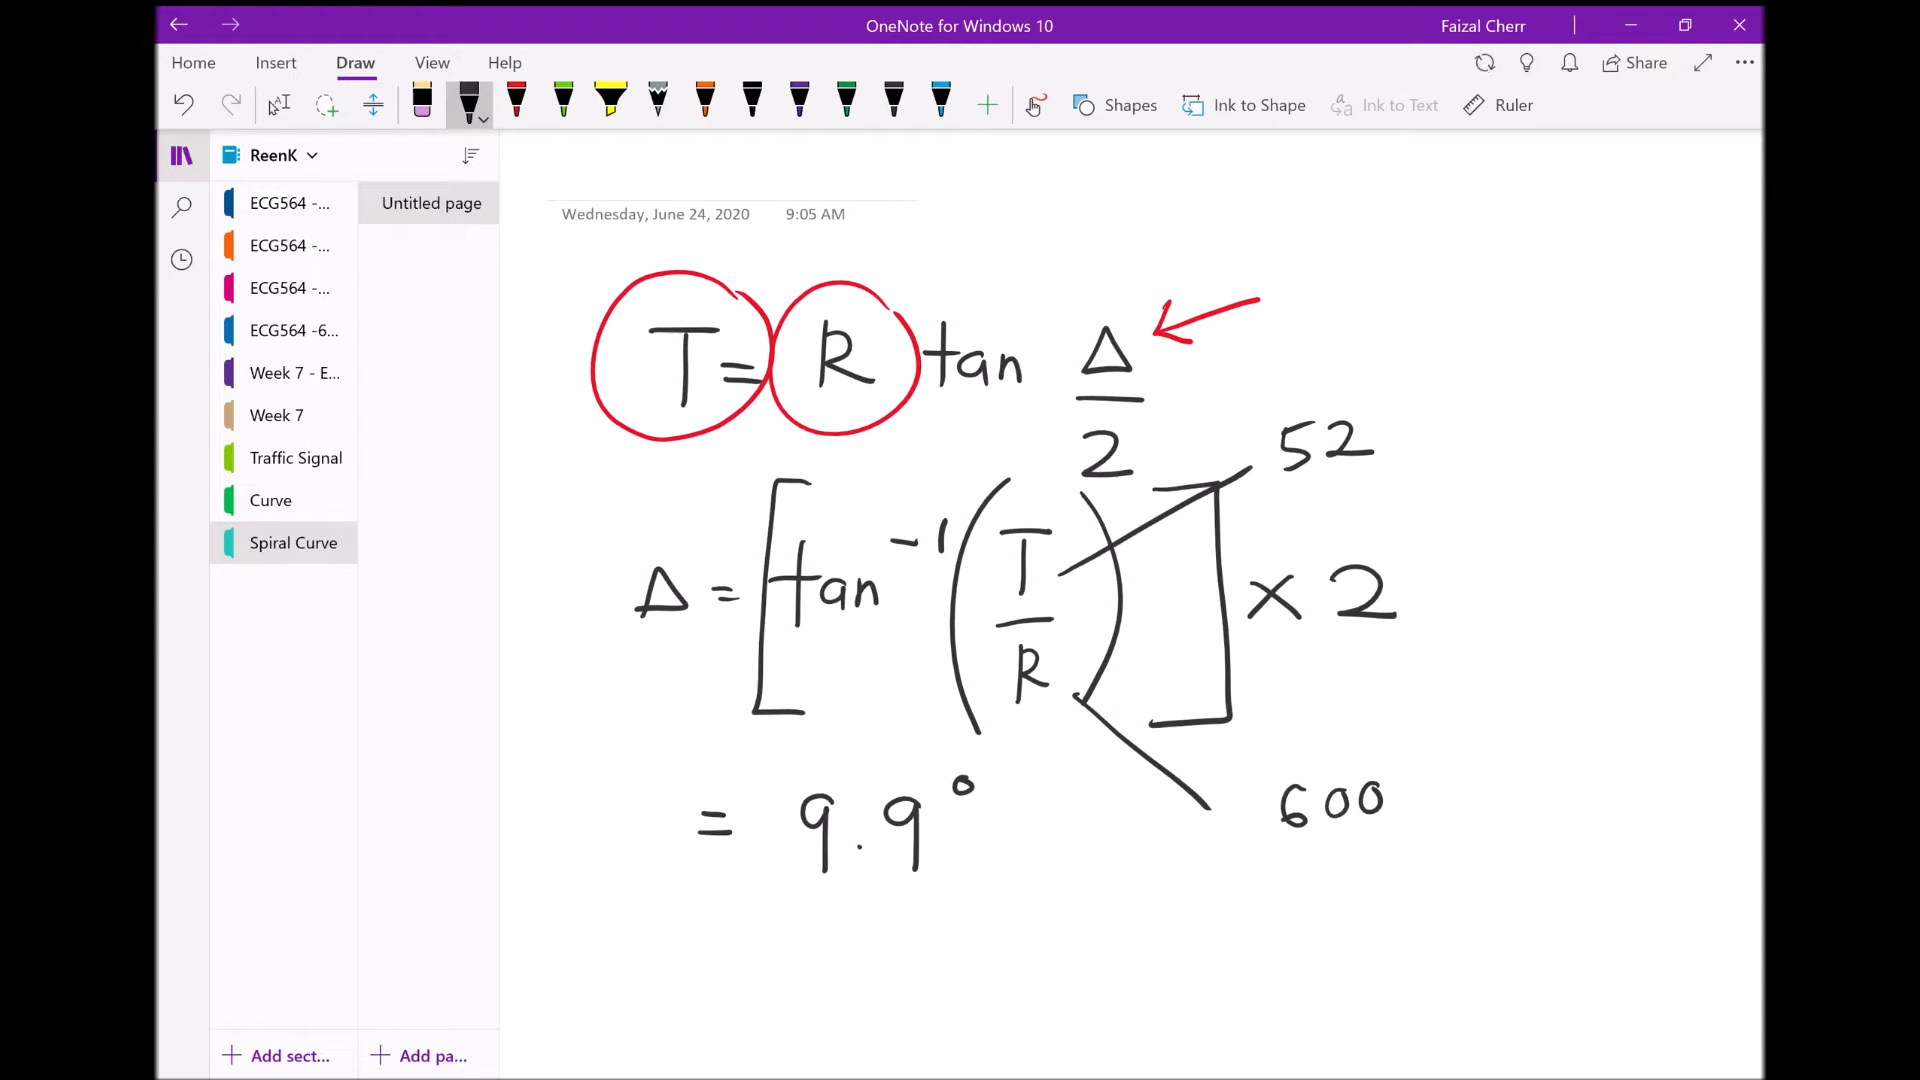 OneNote for Windows 10
Faizal Cherr
Home Insert Draw View Help
Share
Shapes Ink to Shape Ink to Text Ruler
ReenK
ECG564 -...
ECG564 -...
ECG564 -...
ECG564 -6...
Week 7 - E...
Week 7
Traffic Signal
Curve
Spiral Curve
Untitled page
+ Add sect...
+ Add pa...
Wednesday, June 24, 2020 9:05 AM
T = R tan Δ/2
52
Δ = [tan⁻¹ (T/R)] × 2
600
= 9.9°